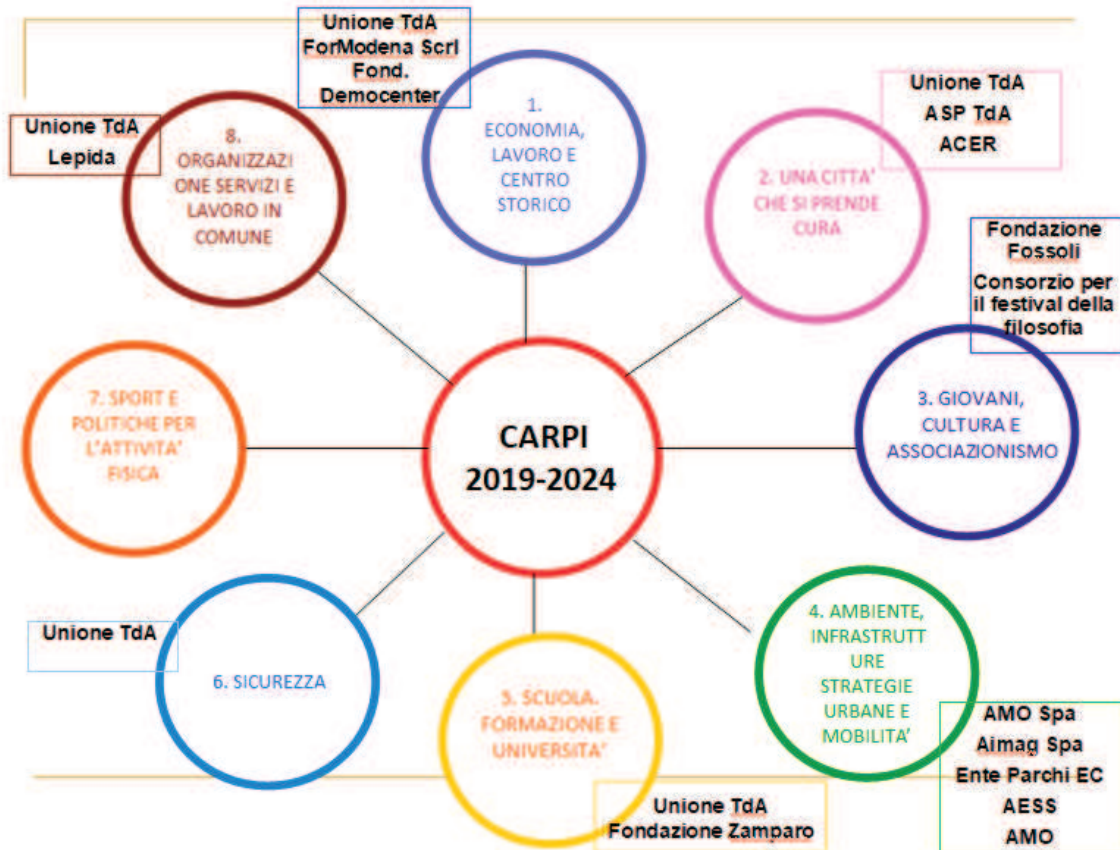 Unione TdA
ForModena Scrl
Fond.
Democenter
1.
ECONOMIA,
LAVORO E
CENTRO
STORICO
Unione TdA
ASP TdA
ACER
2. UNA CITTA'
CHE SI PRENDE
CURA
Fondazione
Fossoli
Consorzio per
il festival della
filosofia
3. GIOVANI,
CULTURA E
ASSOCIAZIONISMO
4. AMBIENTE,
INFRASTRUTT
URE
STRATEGIE
URBANE E
MOBILITA'
AMO Spa
Aimag Spa
Ente Parchi EC
AESS
AMO
5. SCUOLA.
FORMAZIONE E
UNIVERSITA'
Unione TdA
Fondazione Zamparo
6. SICUREZZA
Unione TdA
7. SPORT E
POLITICHE PER
L'ATTIVITA'
FISICA
8.
ORGANIZZAZI
ONE SERVIZI E
LAVORO IN
COMUNE
Unione TdA
Lepida
CARPI
2019-2024